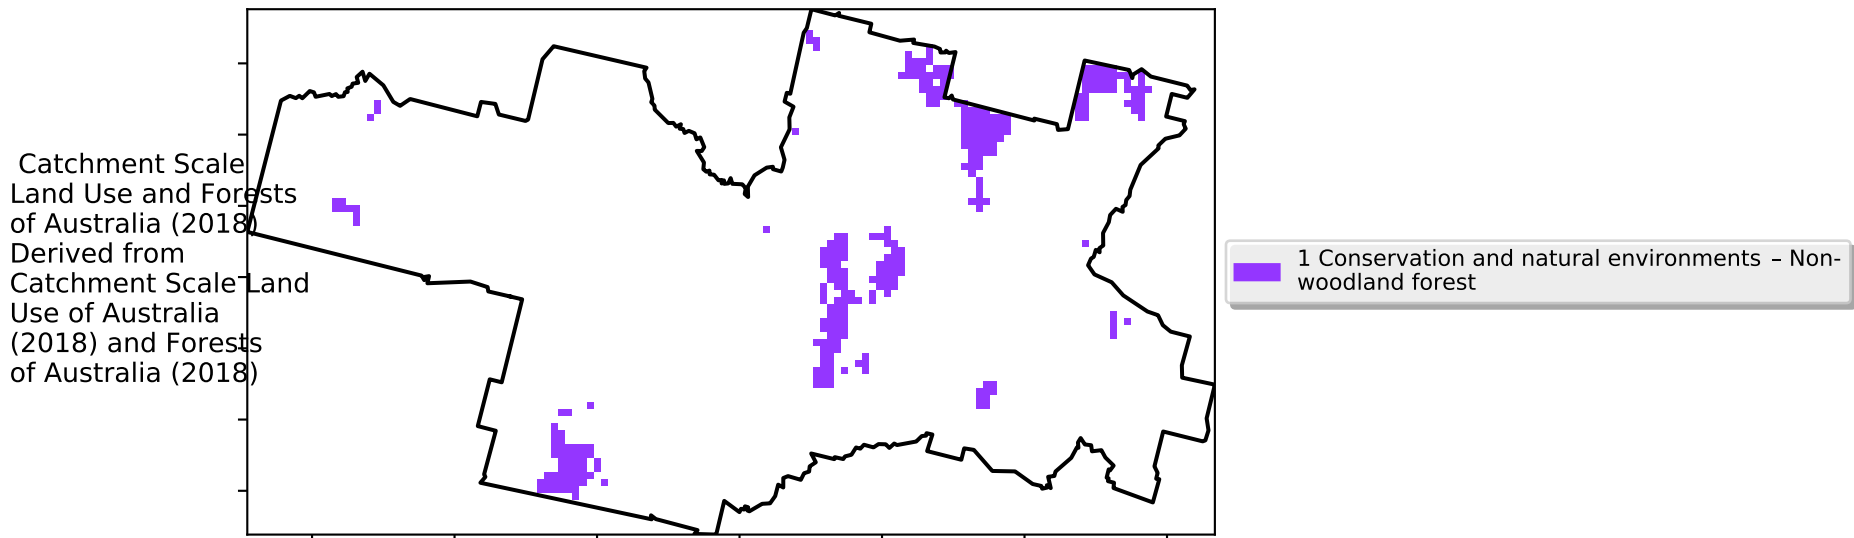 Catchment Scale
Land Use and Forests
of Australia (2018)
Derived from
Catchment Scale Land
Use of Australia
(2018) and Forests
of Australia (2018)
1 Conservation and natural environments – Non-
woodland forest